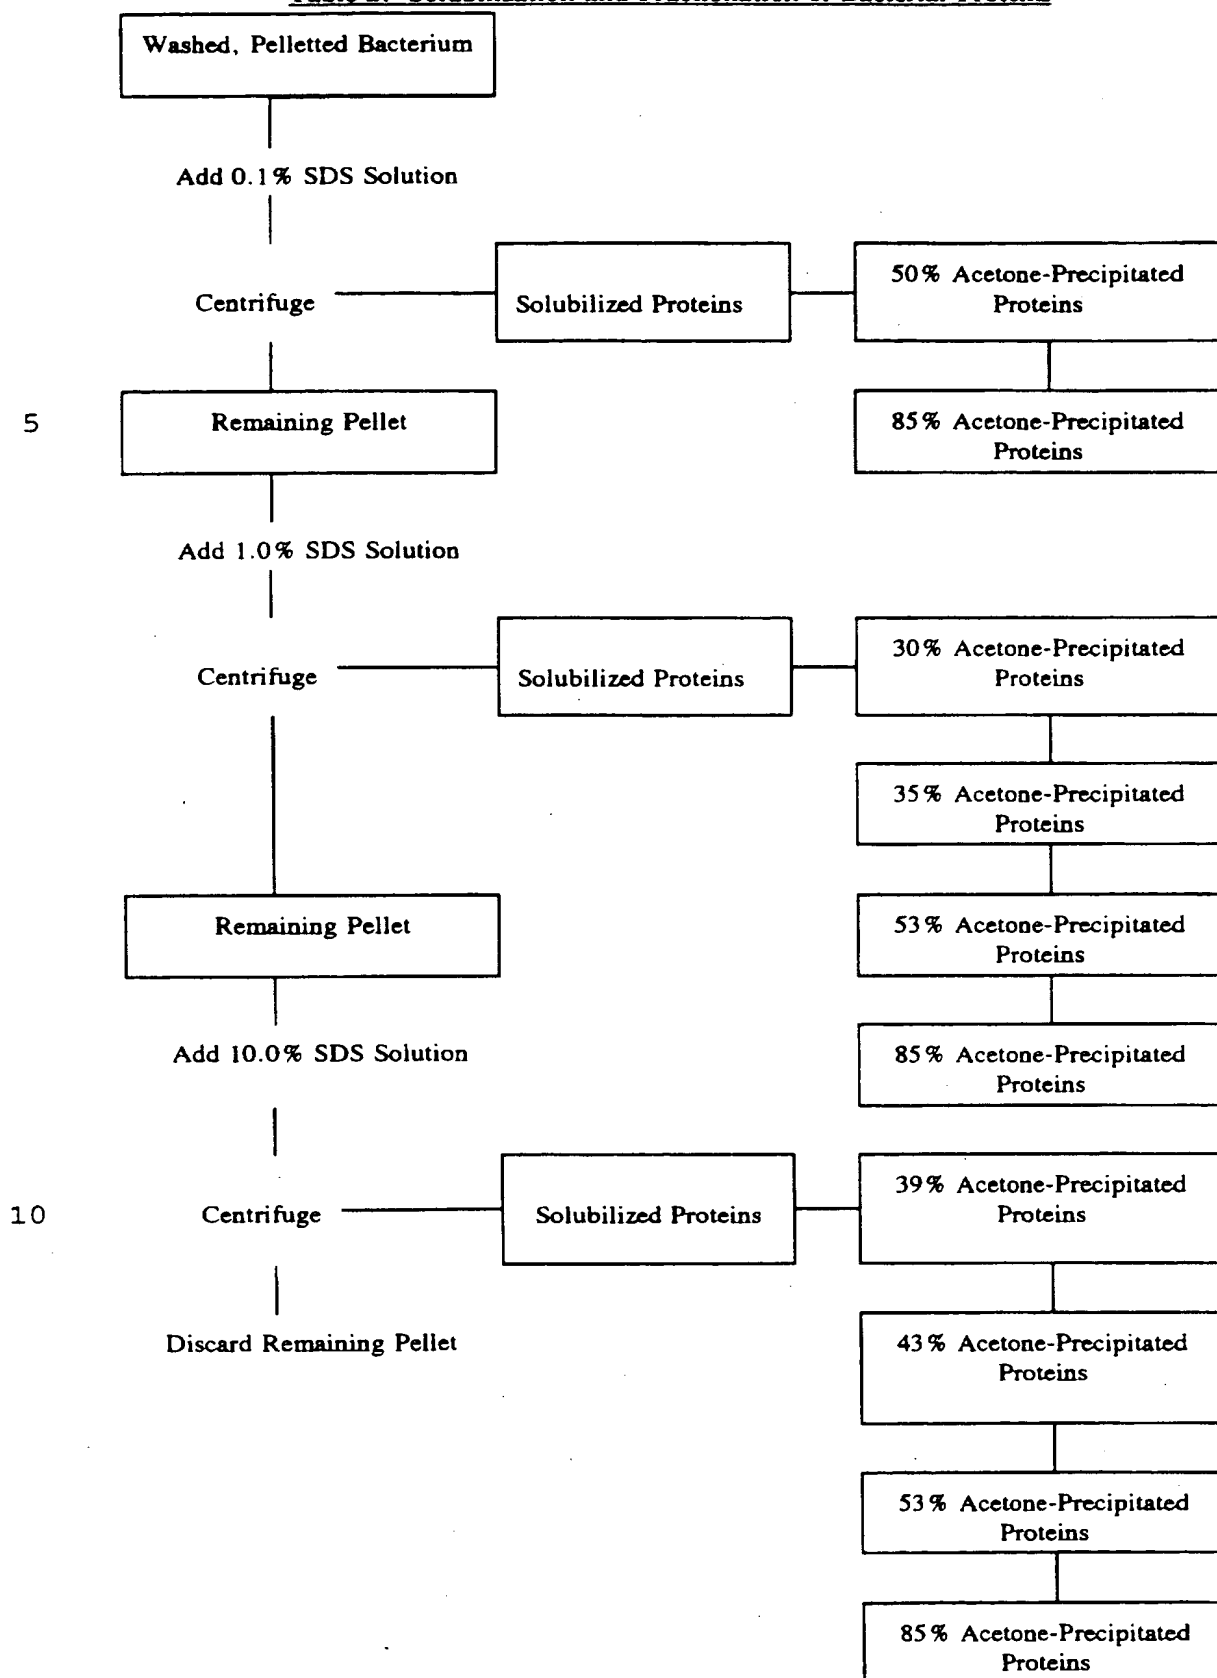 Washed, Pelletted Bacterium
Add 0.1% SDS Solution
Centrifuge
Solubilized Proteins
50% Acetone-Precipitated
Proteins
5
Remaining Pellet
85% Acetone-Precipitated
Proteins
Add 1.0% SDS Solution
Centrifuge
Solubilized Proteins
30% Acetone-Precipitated
Proteins
35% Acetone-Precipitated
Proteins
Remaining Pellet
53% Acetone-Precipitated
Proteins
Add 10.0% SDS Solution
85% Acetone-Precipitated
Proteins
10
Centrifuge
Solubilized Proteins
39% Acetone-Precipitated
Proteins
Discard Remaining Pellet
43% Acetone-Precipitated
Proteins
53% Acetone-Precipitated
Proteins
85% Acetone-Precipitated
Proteins